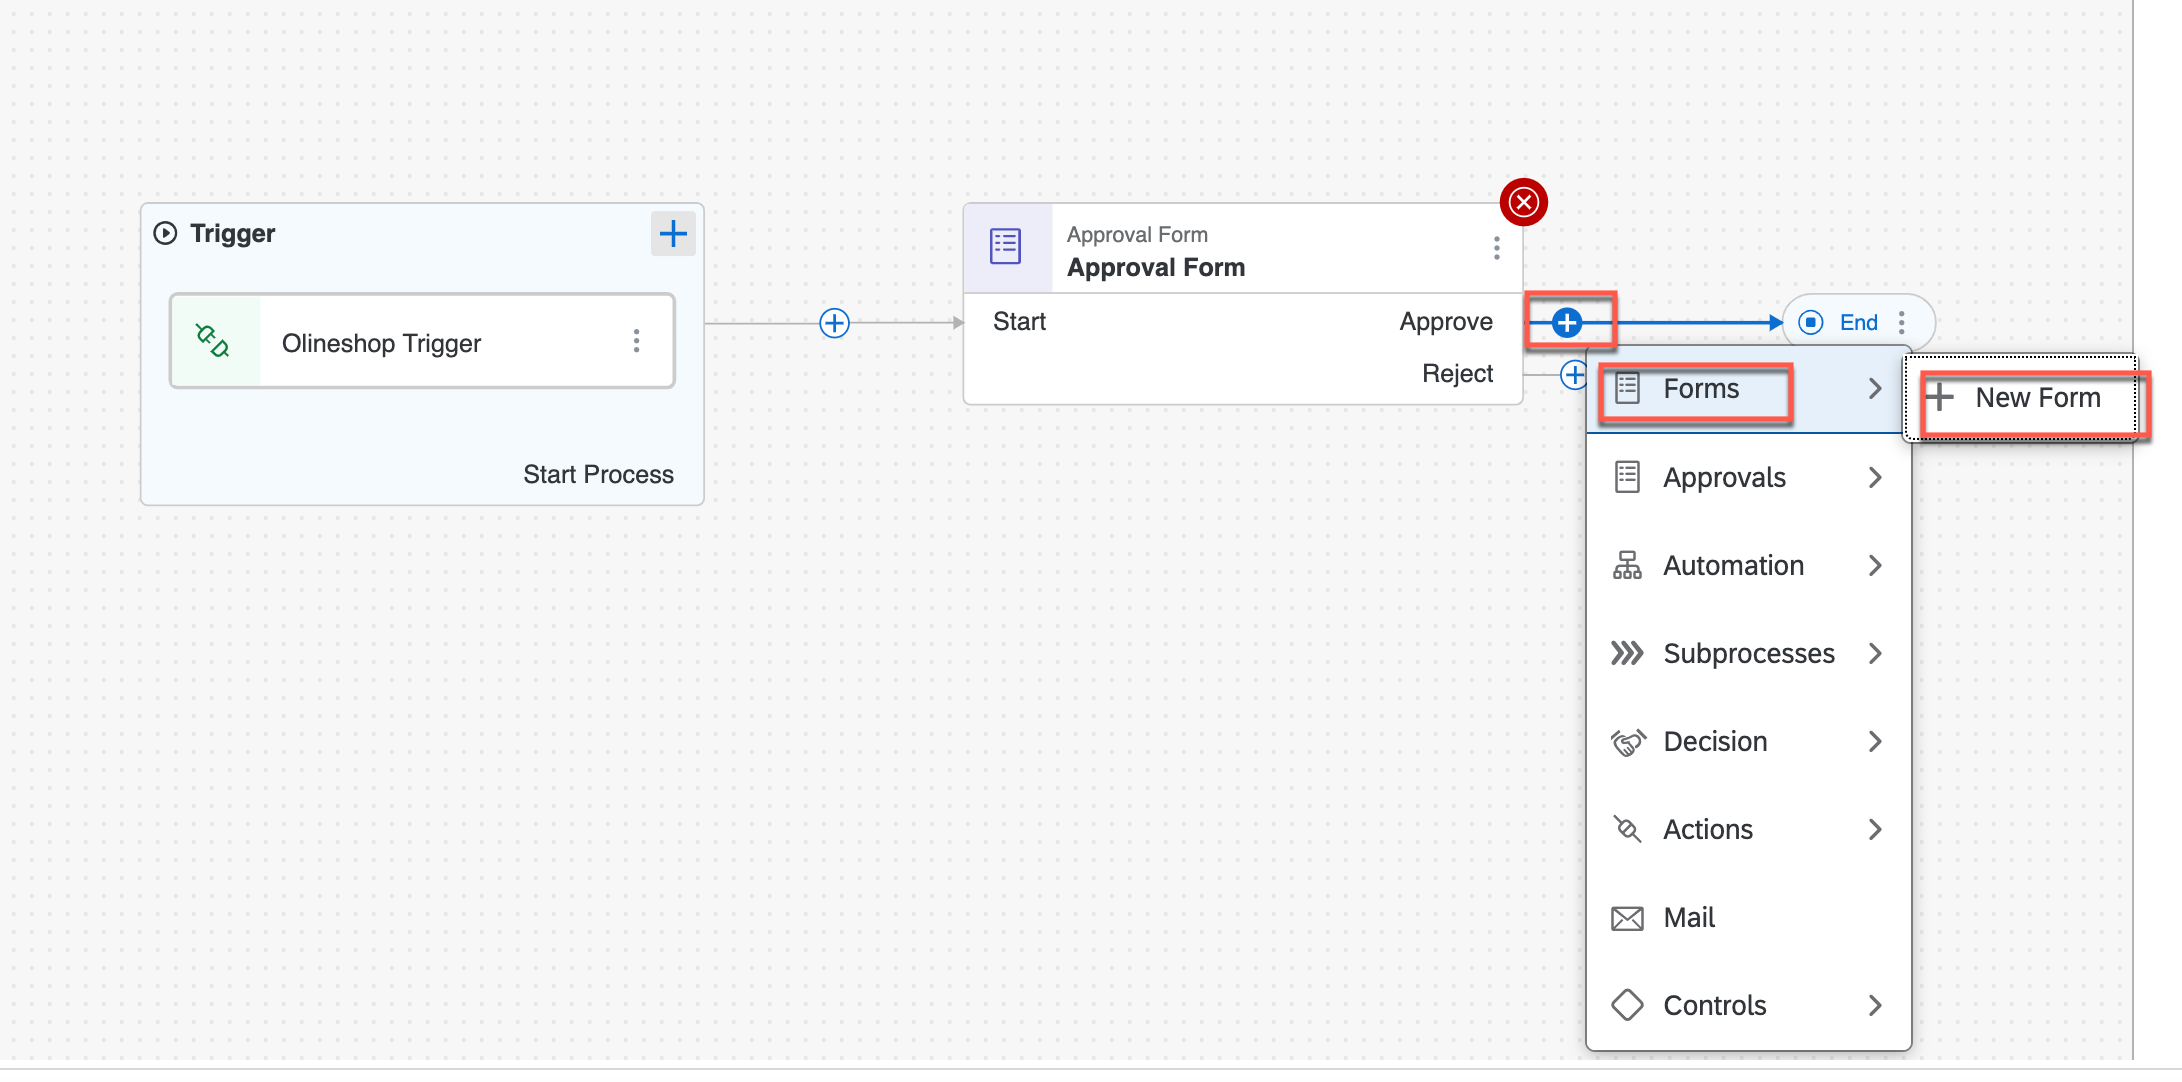 Trigger
Olineshop Trigger
Start Process
Approval Form
Approval Form
Start
Approve
Reject
End
Forms
New Form
Approvals
Automation
Subprocesses
Decision
Actions
Mail
Controls